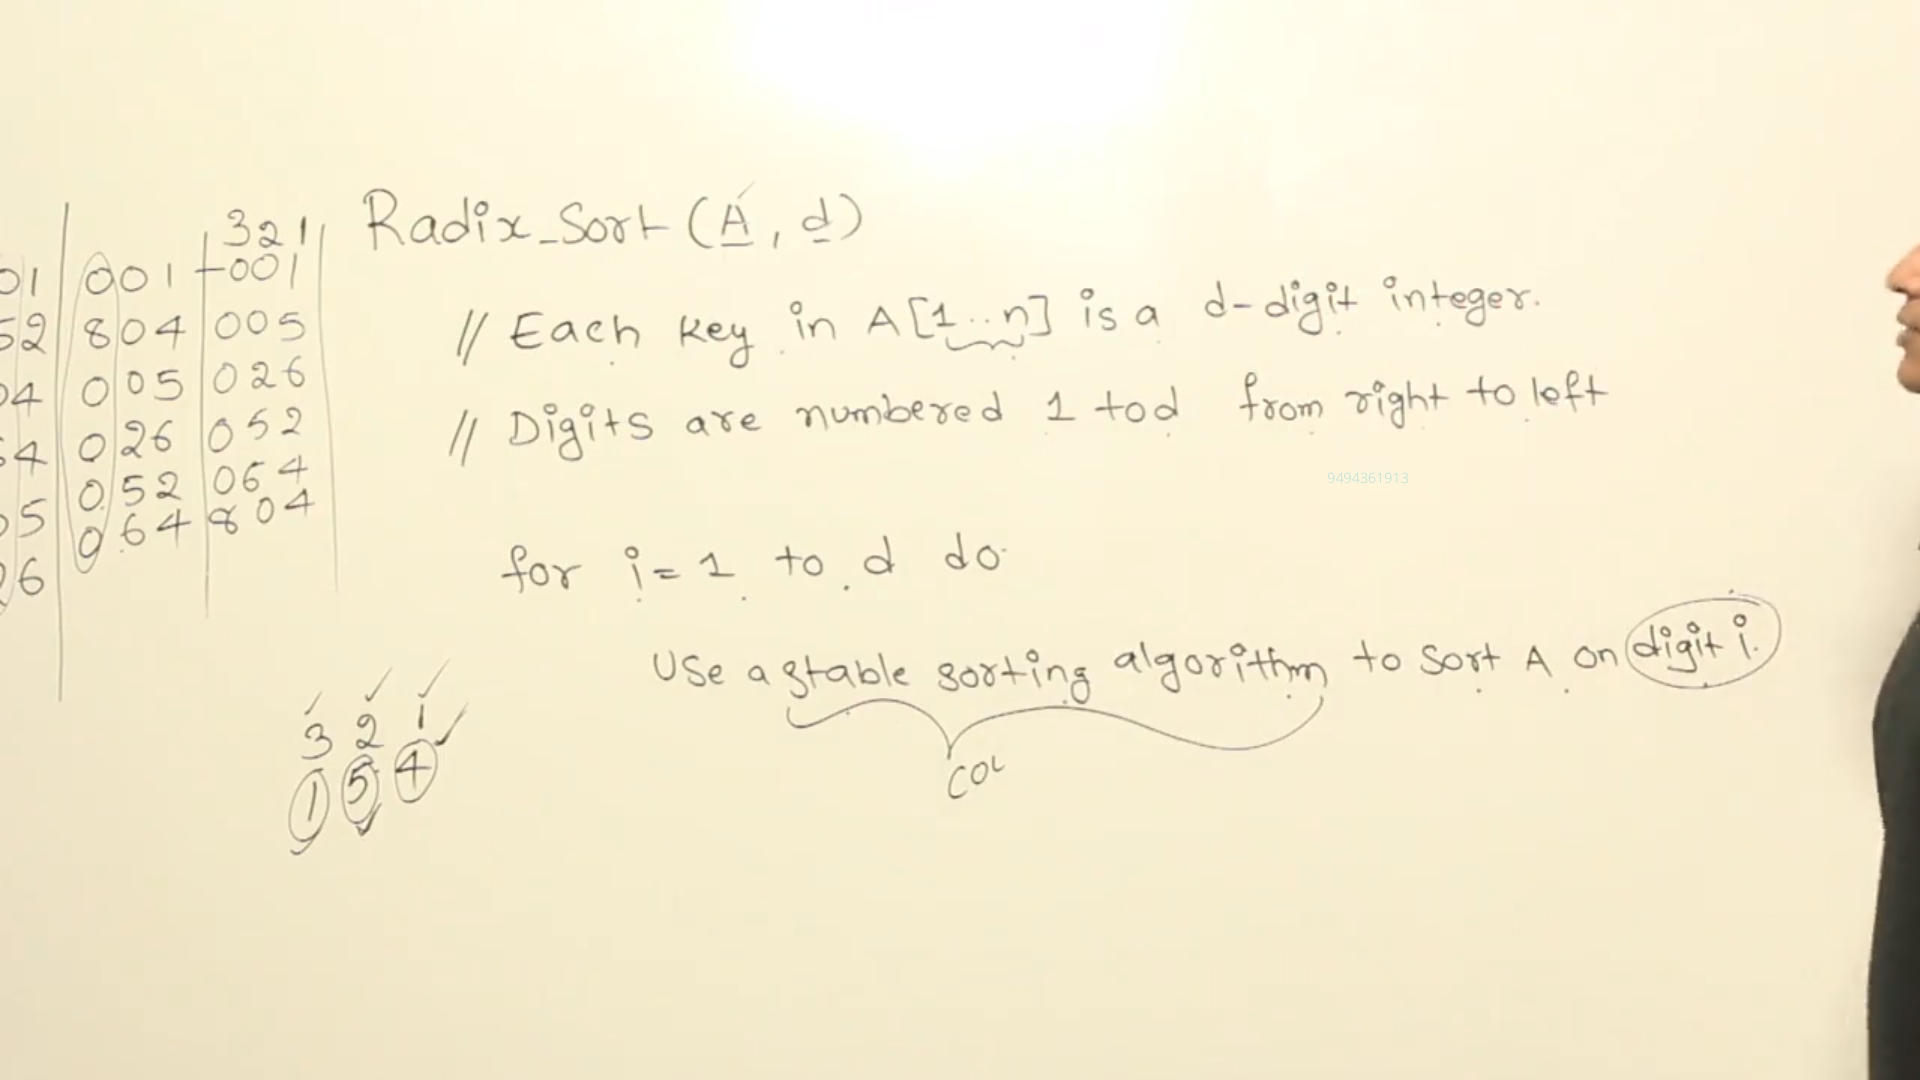 321
01 001 001
52 804 005
04 005 026
64 026 052
05 052 064
26 064 804
Radix_Sort (A, d)
// Each key in A[1..n] is a d-digit integer.
// Digits are numbered 1 to d from right to left
9494361913
for i = 1 to d do
Use a stable sorting algorithm to sort A on digit i.
COU
3 2 1
1 5 4